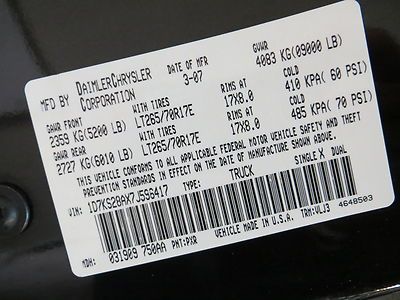 MFD BY DAIMLERCHRYSLER CORPORATION
DATE OF MFR 3-07
GVWR 4083 KG(09000 LB)
GAWR FRONT WITH TIRES RIMS AT COLD
2359 KG(5200 LB) LT265/70R17E 17X8.0 410 KPA( 60 PSI)
GAWR REAR WITH TIRES RIMS AT COLD
2727 KG(6010 LB) LT265/70R17E 17X8.0 485 KPA( 70 PSI)
THIS VEHICLE CONFORMS TO ALL APPLICABLE FEDERAL MOTOR VEHICLE SAFETY AND
THEFT PREVENTION STANDARDS IN EFFECT ON THE DATE OF MANUFACTURE SHOWN ABOVE.
VIN: TYPE: TRUCK SINGLE X DUAL
MDH: 031909 750AA PNT:PXR VEHICLE MADE IN U.S.A. TRM:VLJ3 4648503